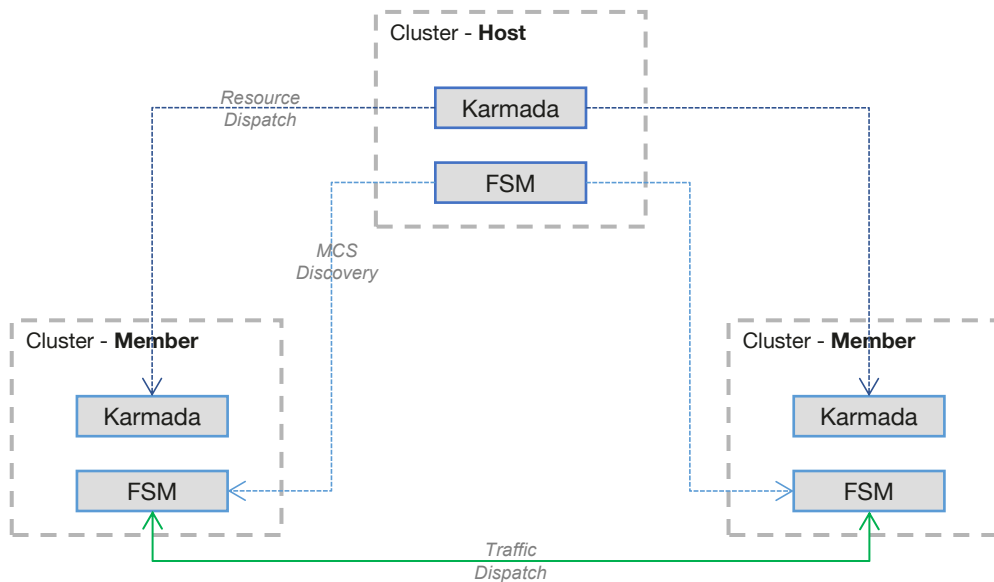 Cluster - Host
Karmada
FSM
Resource
Dispatch
MCS
Discovery
Cluster - Member
Karmada
FSM
Cluster - Member
Karmada
FSM
Traffic
Dispatch